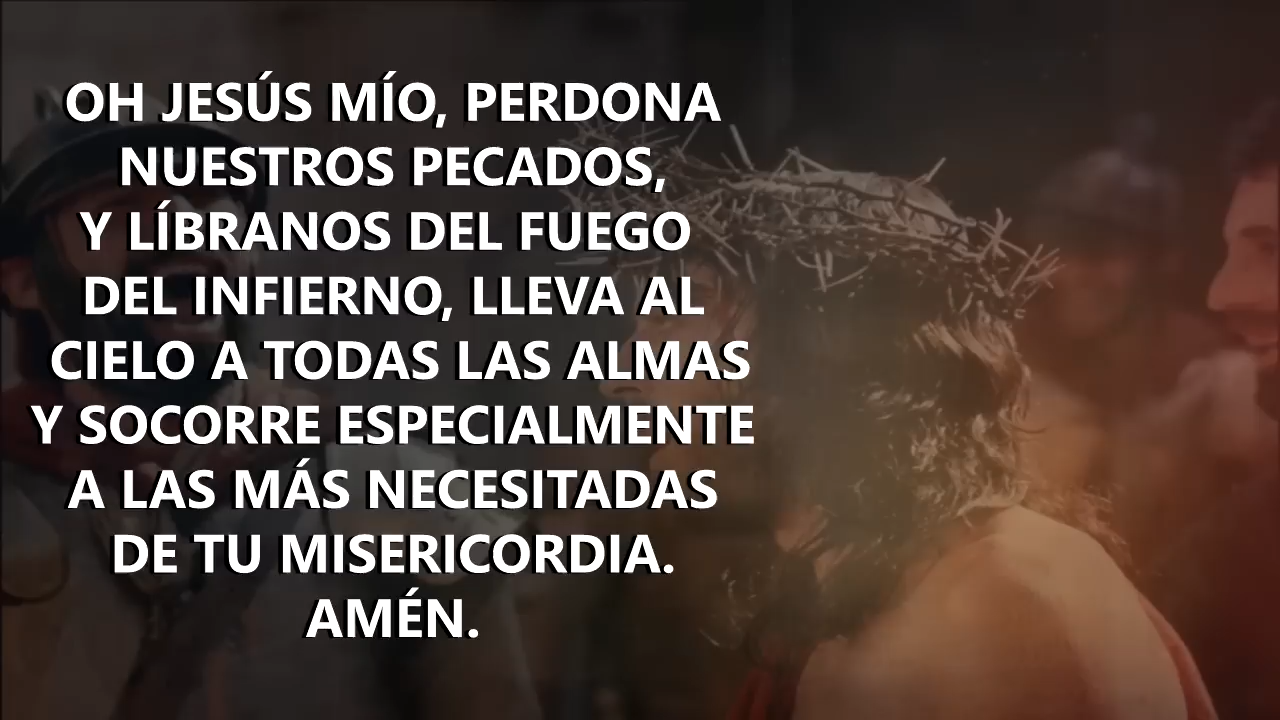 OH JESÚS MÍO, PERDONA
NUESTROS PECADOS,
Y LÍBRANOS DEL FUEGO
DEL INFIERNO, LLEVA AL
CIELO A TODAS LAS ALMAS
Y SOCORRE ESPECIALMENTE
A LAS MÁS NECESITADAS
DE TU MISERICORDIA.
AMÉN.